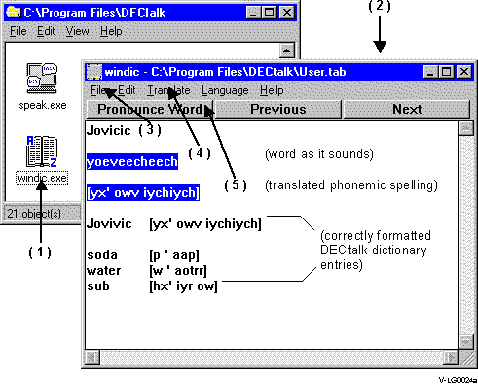 ( 2 )
C:\Program Files\DECtalk
File Edit View Help
speak.exe
A Z
windic.exe
21 object(s)
( 1 )
windic - C:\Program Files\DECtalk\User.tab
File Edit Translate Language Help
Pronounce Word Previous Next
Jovicic ( 3 )
( 4 )
yoeveecheech (word as it sounds)
( 5 )
[yx' owv iychiych] (translated phonemic spelling)
Jovivic [yx' owv iychiych]
(correctly formatted
DECtalk dictionary
entries)
soda [p ' aap]
water [w ' aotrr]
sub [hx' iyr ow]
V-LG0024a